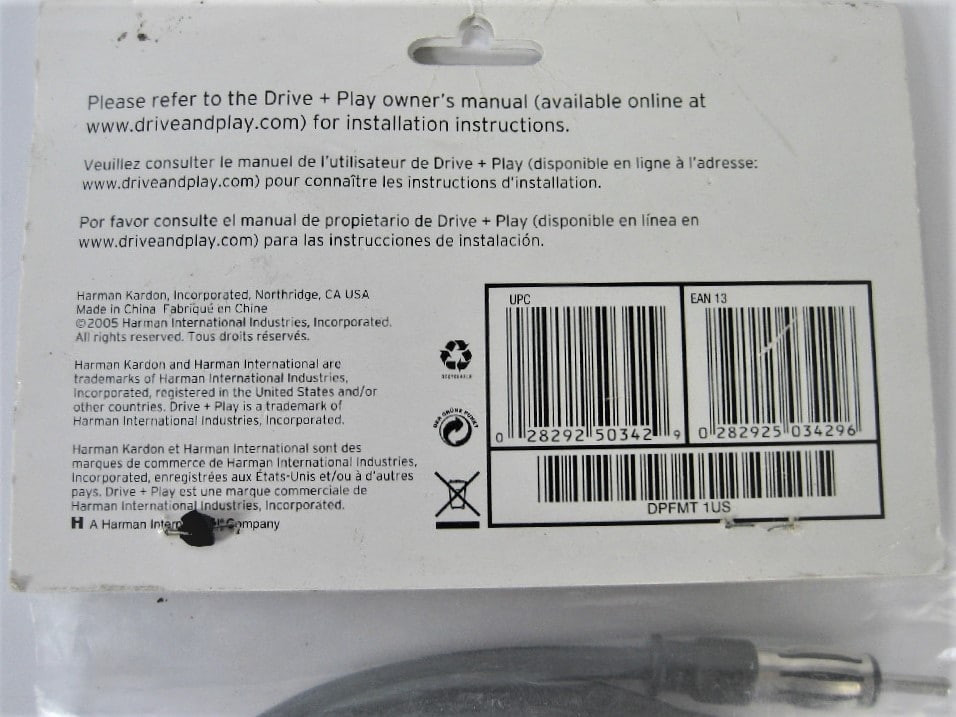 Please refer to the Drive + Play owner's manual (available online at
www.driveandplay.com) for installation instructions.
Veuillez consulter le manuel de l'utilisateur de Drive + Play (disponible en ligne à l'adresse:
www.driveandplay.com) pour connaître les instructions d'installation.
Por favor consulte el manual de propietario de Drive + Play (disponible en línea en
www.driveandplay.com) para las instrucciones de instalación.
Harman Kardon, Incorporated, Northridge, CA USA
Made in China Fabriqué en Chine
©2005 Harman International Industries, Incorporated.
All rights reserved. Tous droits réservés.
Harman Kardon and Harman International are
trademarks of Harman International Industries,
Incorporated, registered in the United States and/or
other countries. Drive + Play is a trademark of
Harman International Industries, Incorporated.
Harman Kardon et Harman International sont des
marques de commerce de Harman International Industries,
Incorporated, enregistrées aux États-Unis et/ou à d'autres
pays. Drive + Play est une marque commerciale de
Harman International Industries, Incorporated.
H A Harman Company
RECYCLABLE
DER GRÜNE PUNKT
UPC
0 28292 50342 9
EAN 13
0 282925 034296
DPFMT 1US